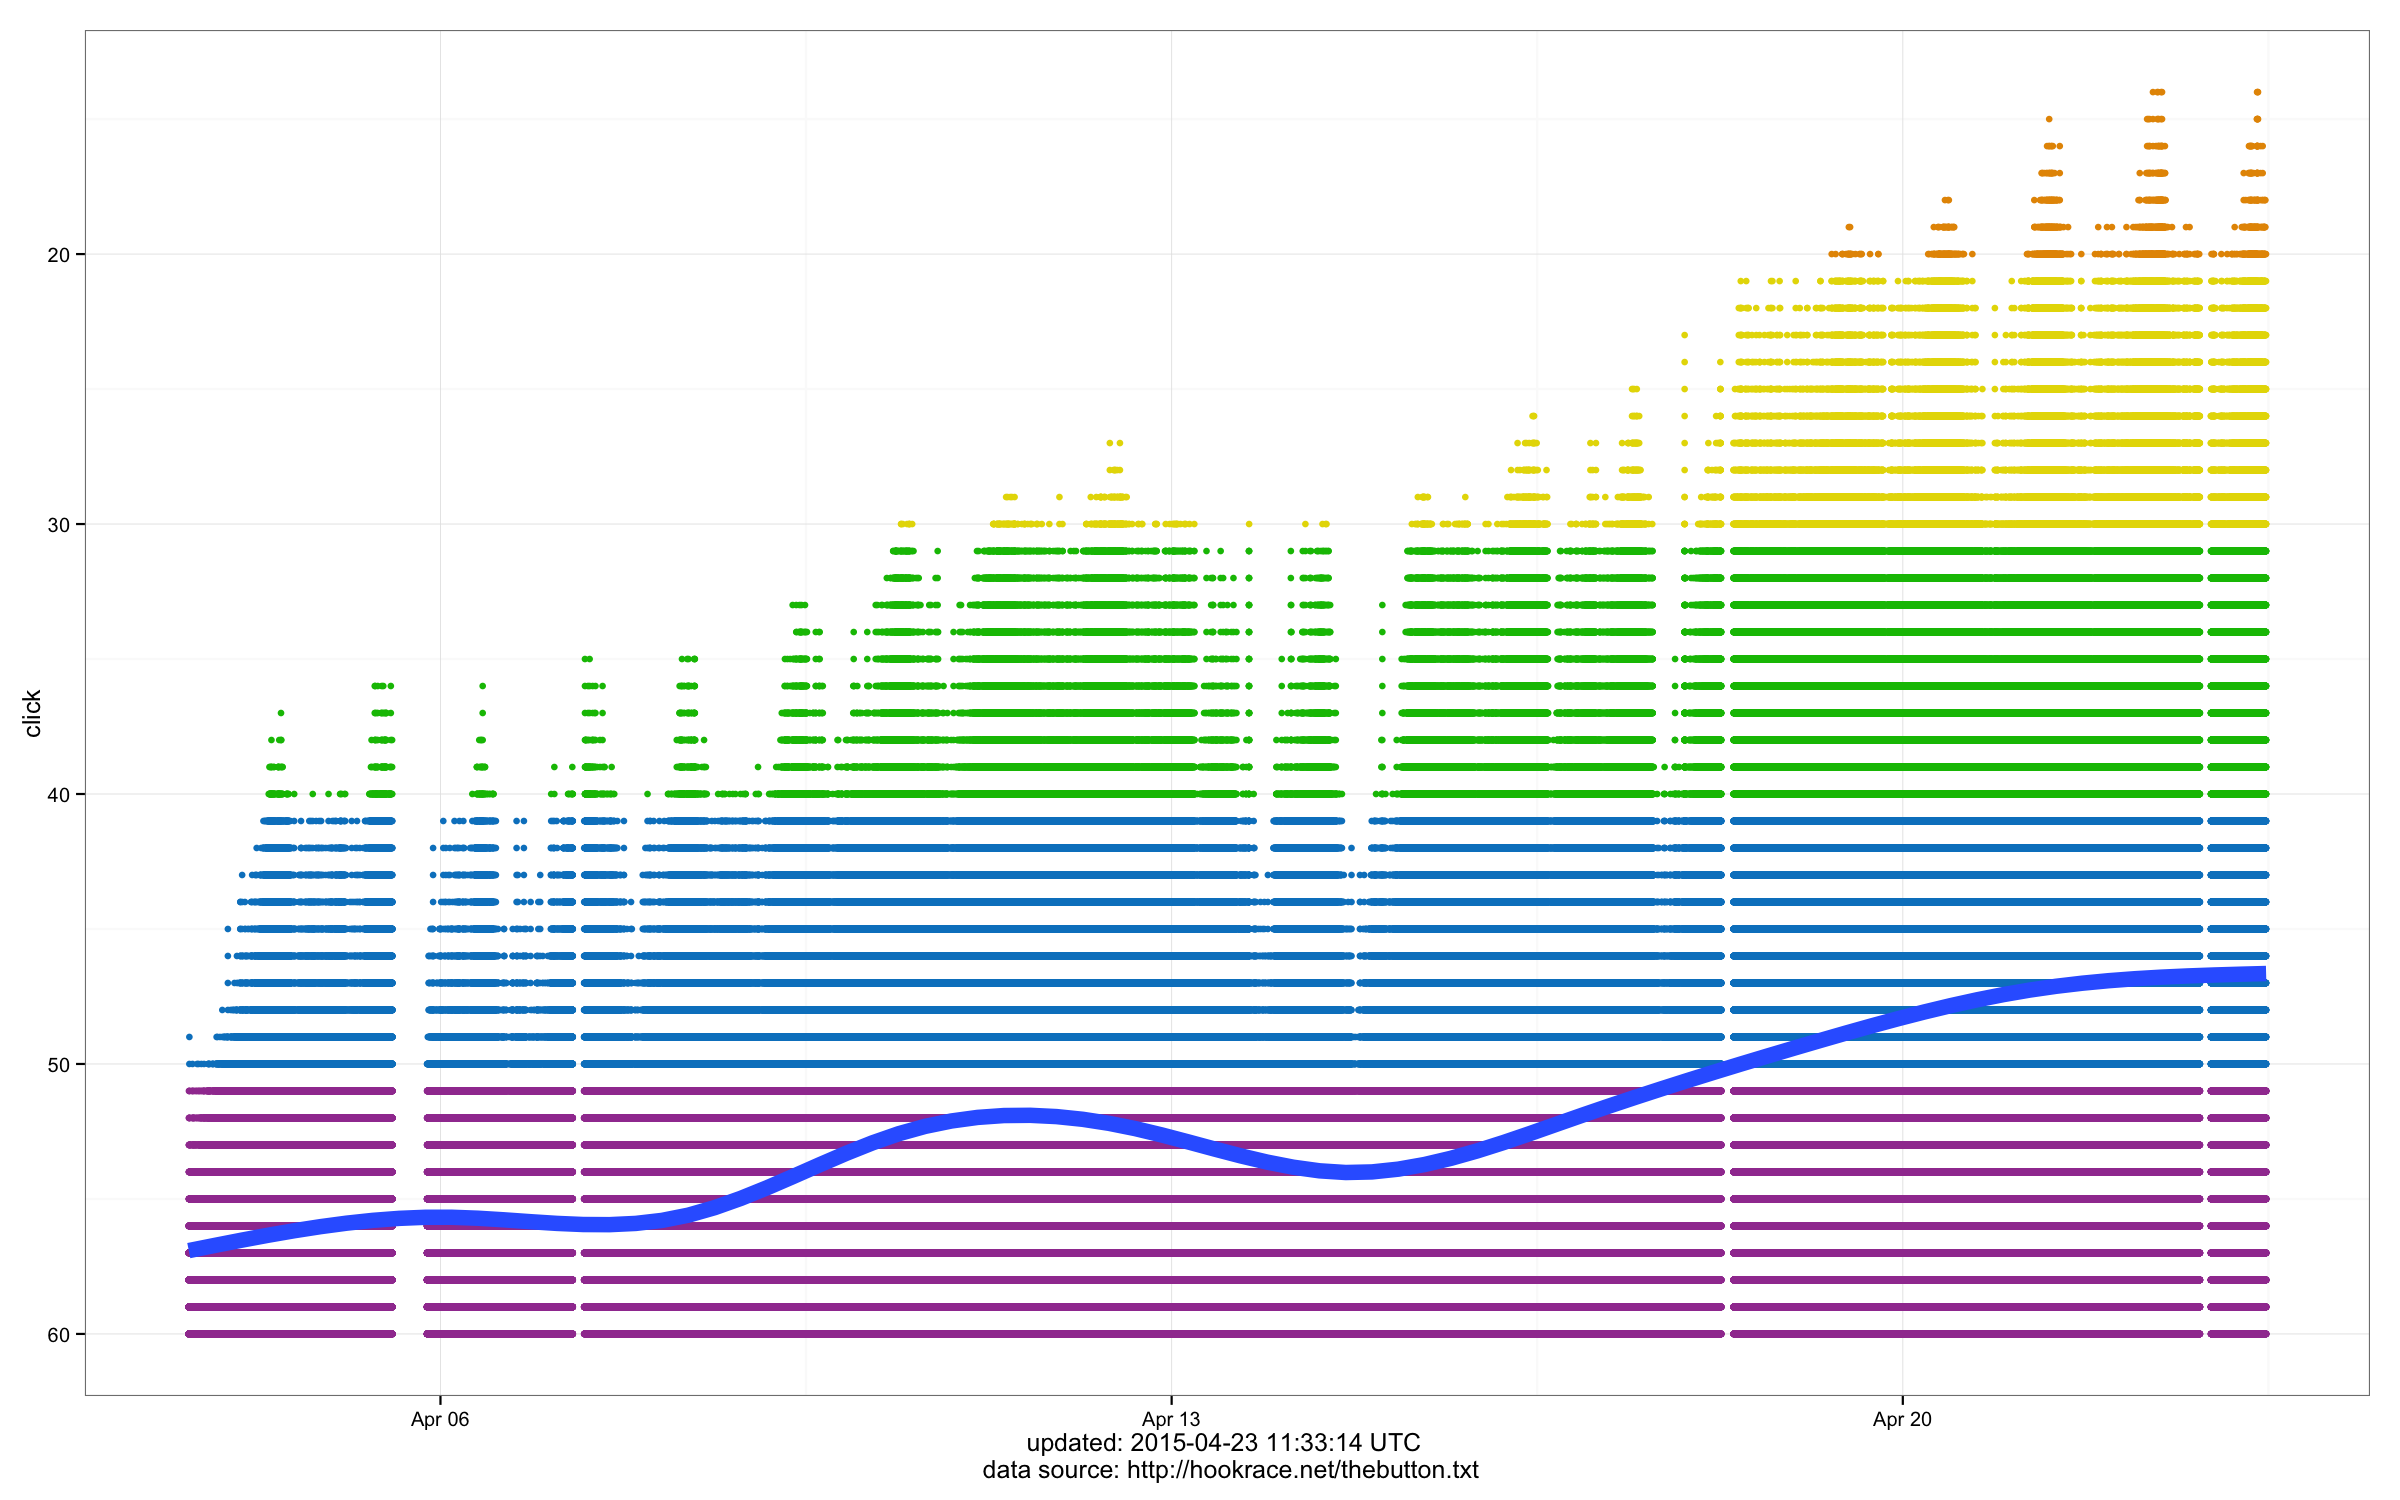 20
30
click
40
50
60
Apr 06
Apr 13
Apr 20
updated: 2015-04-23 11:33:14 UTC
data source: http://hookrace.net/thebutton.txt